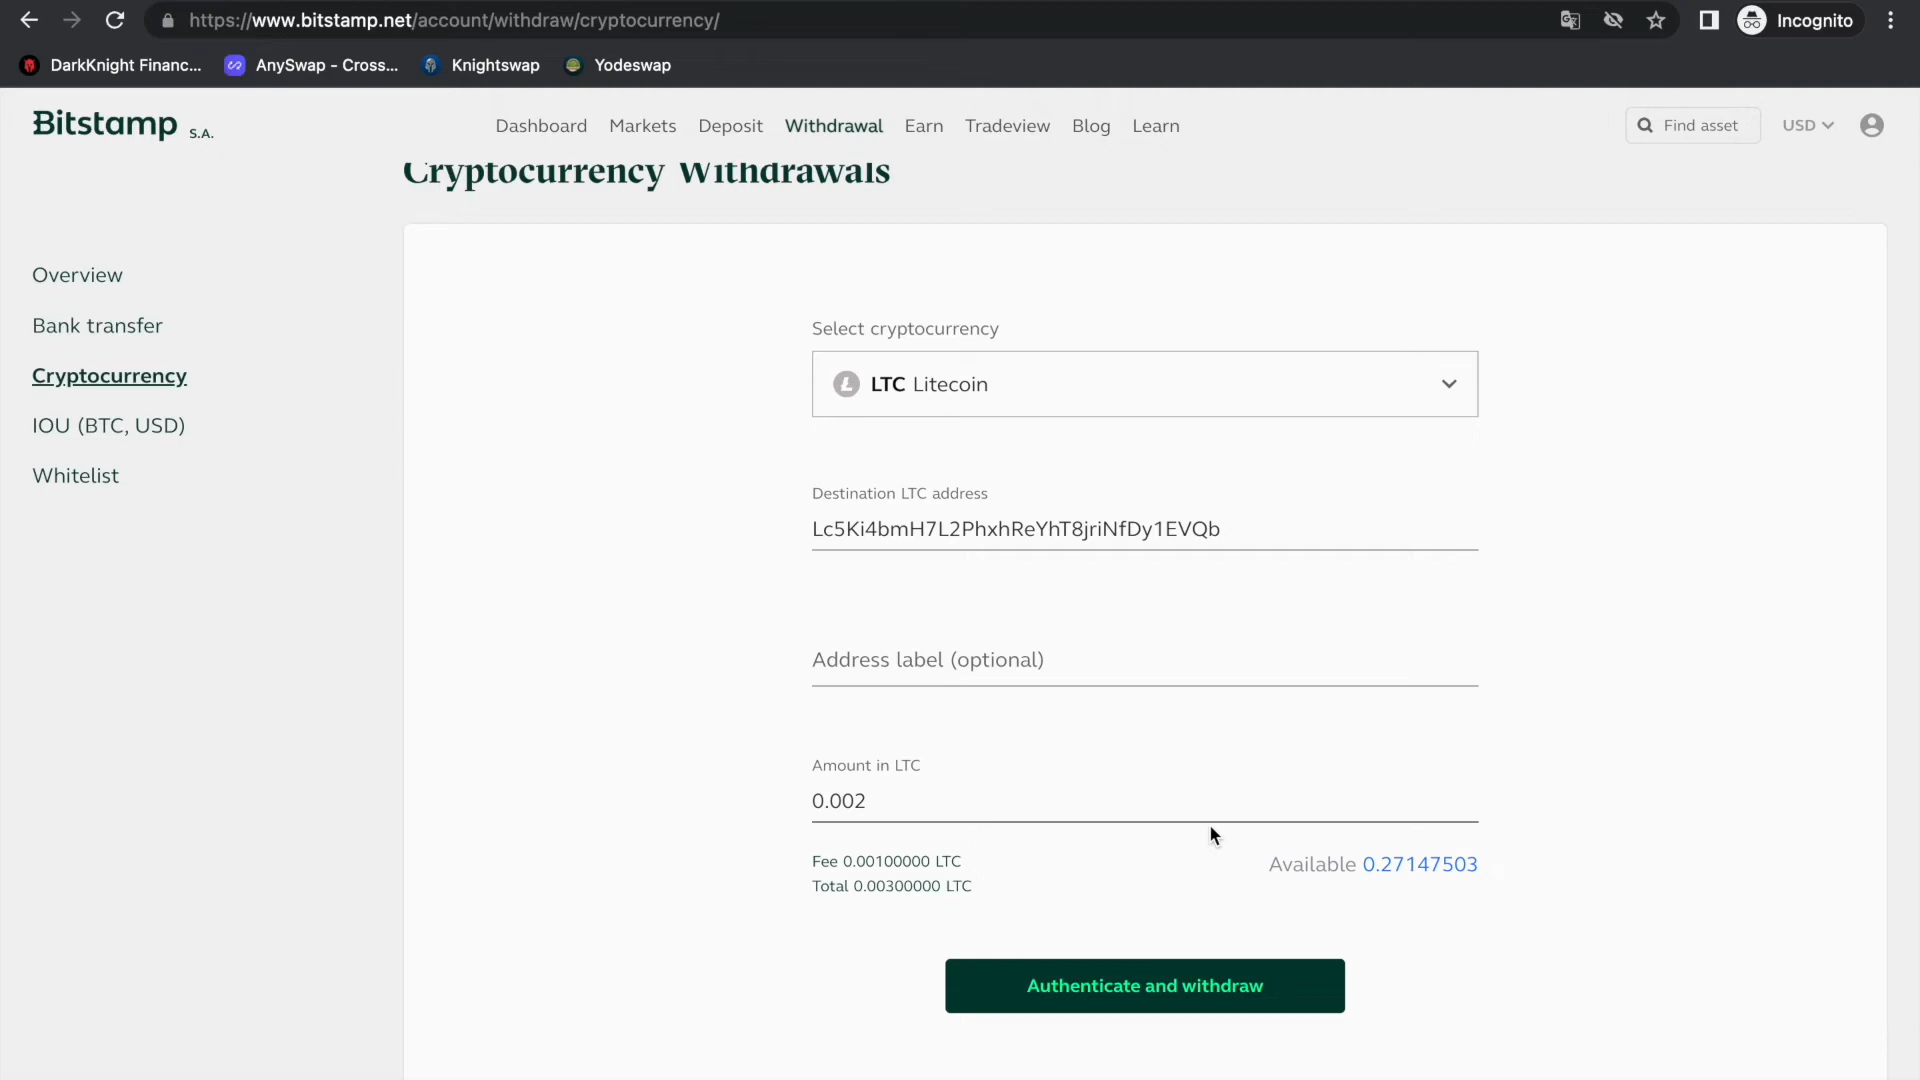 https://www.bitstamp.net/account/withdraw/cryptocurrency/
Incognito
DarkKnight Financ...
AnySwap - Cross...
Knightswap
Yodeswap
Bitstamp S.A.
Dashboard
Markets
Deposit
Withdrawal
Earn
Tradeview
Blog
Learn
Find asset
USD
Cryptocurrency Withdrawals
Overview
Bank transfer
Cryptocurrency
IOU (BTC, USD)
Whitelist
Select cryptocurrency
LTC Litecoin
Destination LTC address
Lc5Ki4bmH7L2PhxhReYhT8jriNfDy1EVQb
Address label (optional)
Amount in LTC
0.002
Fee 0.00100000 LTC
Total 0.00300000 LTC
Available 0.27147503
Authenticate and withdraw